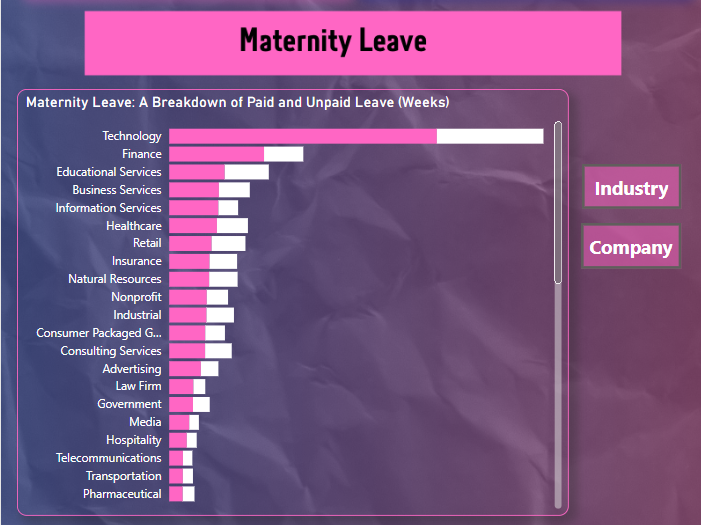 Maternity Leave
Maternity Leave: A Breakdown of Paid and Unpaid Leave (Weeks)
Technology
Finance
Educational Services
Business Services
Information Services
Healthcare
Retail
Insurance
Natural Resources
Nonprofit
Industrial
Consumer Packaged G...
Consulting Services
Advertising
Law Firm
Government
Media
Hospitality
Telecommunications
Transportation
Pharmaceutical
Industry
Company